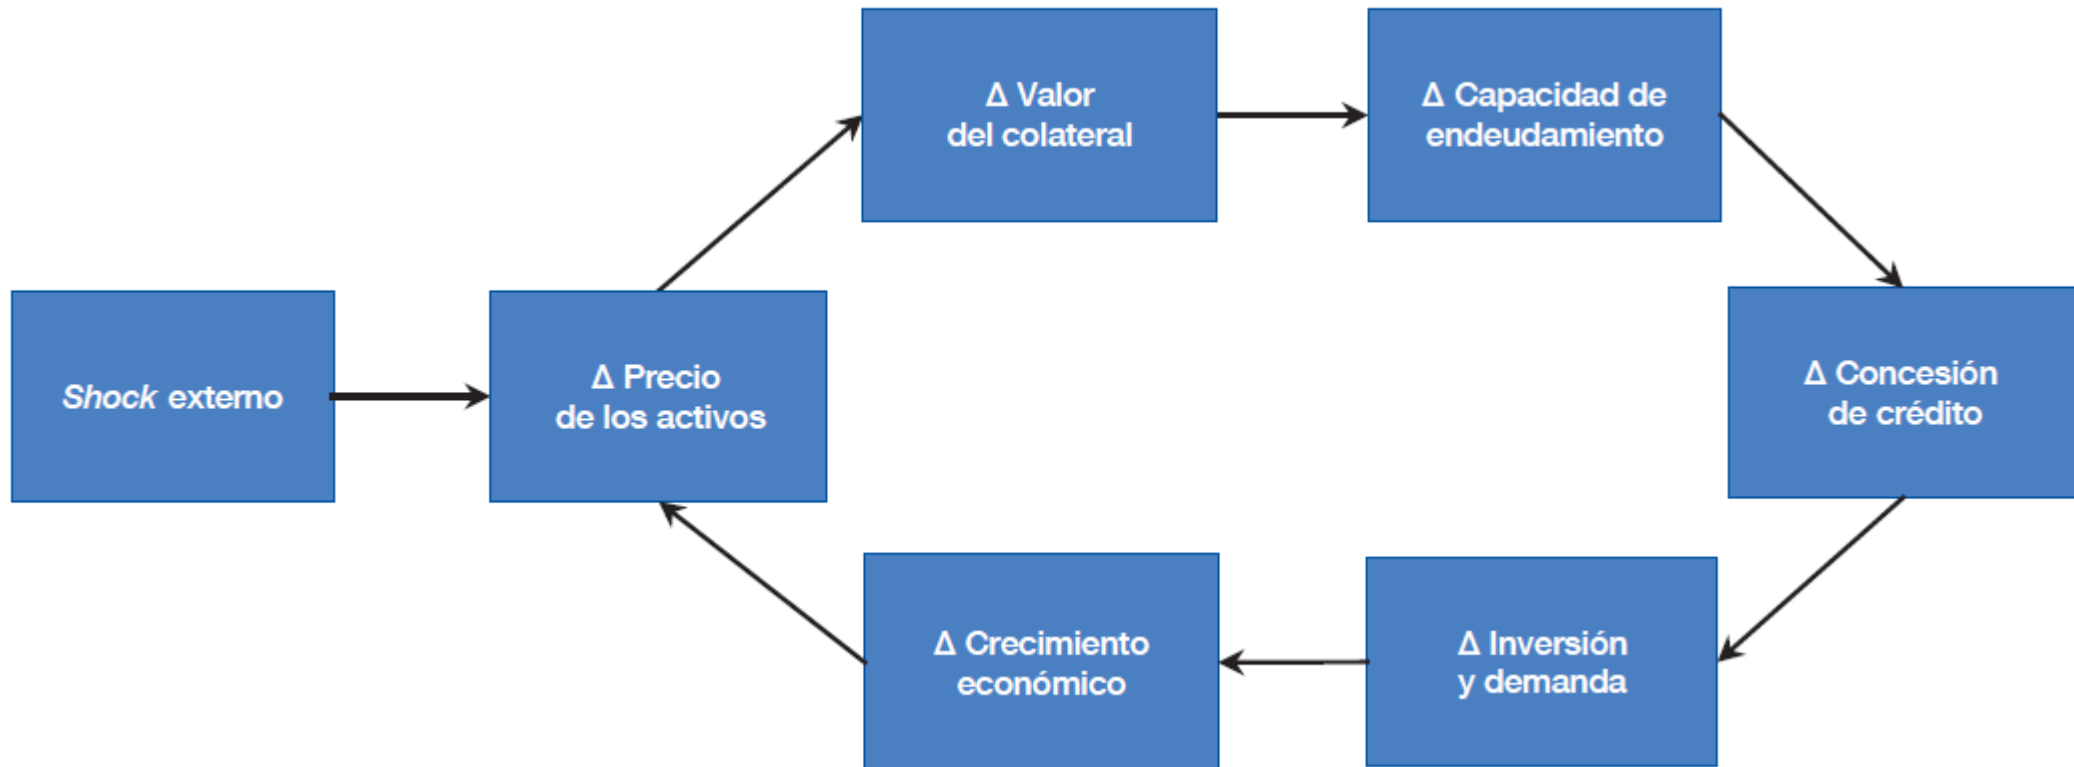 Δ Valor
del colateral
Δ Capacidad de
endeudamiento
Shock externo
Δ Precio
de los activos
Δ Concesión
de crédito
Δ Crecimiento
económico
Δ Inversión
y demanda